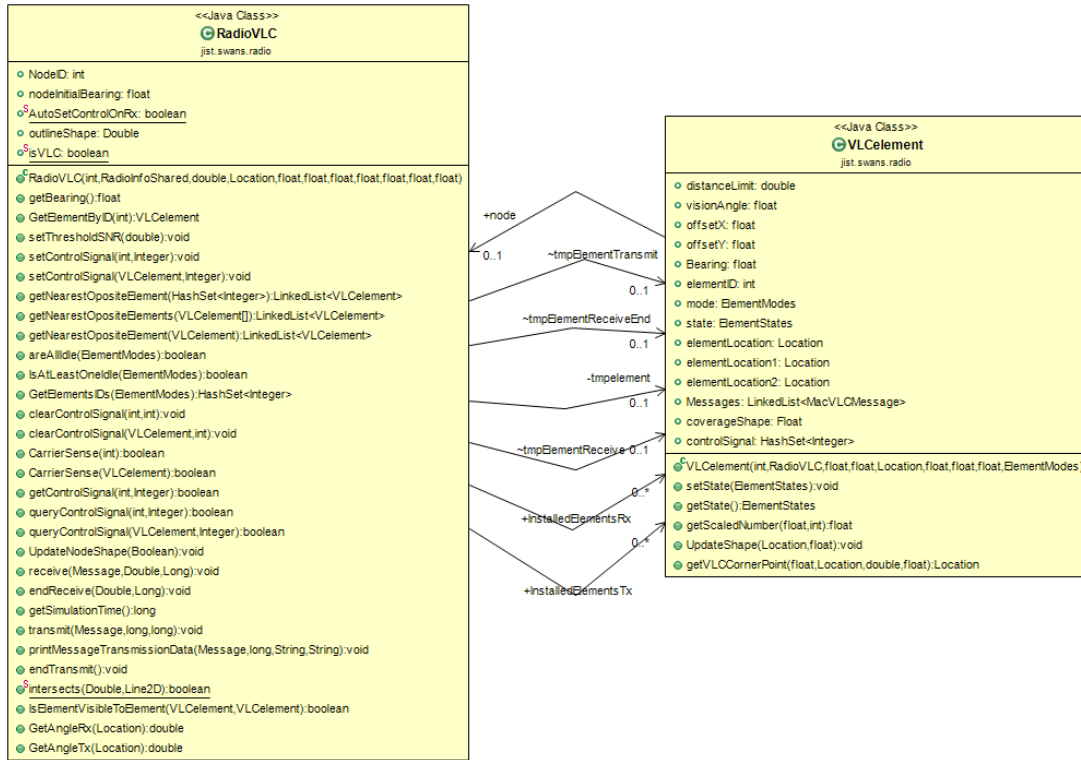 <<Java Class>>
RadioVLC
jist.swans.radio
NodeID: int
nodeInitialBearing: float
AutoSetControlOnRx: boolean
outlineShape: Double
isVLC: boolean
RadioVLC(int,RadioInfoShared,double,Location,float,float,float,float,float,float,float)
getBearing():float
GetElementByID(int):VLCelement
setThresholdSNR(double):void
setControlSignal(int,Integer):void
setControlSignal(VLCelement,Integer):void
getNearestOpositeElement(HashSet<Integer>):LinkedList<VLCelement>
getNearestOpositeElements(VLCelement[]):LinkedList<VLCelement>
getNearestOpositeElement(VLCelement):LinkedList<VLCelement>
areAllIdle(ElementModes):boolean
IsAtLeastOneIdle(ElementModes):boolean
GetElementsIDs(ElementModes):HashSet<Integer>
clearControlSignal(int,int):void
clearControlSignal(VLCelement,int):void
CarrierSense(int):boolean
CarrierSense(VLCelement):boolean
getControlSignal(int,Integer):boolean
queryControlSignal(int,Integer):boolean
queryControlSignal(VLCelement,Integer):boolean
UpdateNodeShape(Boolean):void
receive(Message,Double,Long):void
endReceive(Double,Long):void
getSimulationTime():long
transmit(Message,long,long):void
printMessageTransmissionData(Message,long,String,String):void
endTransmit():void
intersects(Double,Line2D):boolean
IsElementVisibleToElement(VLCelement,VLCelement):boolean
GetAngleRx(Location):double
GetAngleTx(Location):double
+node
0..1
~tmpElementTransmit
0..1
~tmpElementReceiveEnd
0..1
-tmpelement
0..1
~tmpElementReceive 0..1
0..*
+InstalledElementsRx
0..*
+InstalledElementsTx
<<Java Class>>
VLCelement
jist.swans.radio
distanceLimit: double
visionAngle: float
offsetX: float
offsetY: float
Bearing: float
elementID: int
mode: ElementModes
state: ElementStates
elementLocation: Location
elementLocation1: Location
elementLocation2: Location
Messages: LinkedList<MacVLCMessage>
coverageShape: Float
controlSignal: HashSet<Integer>
VLCelement(int,RadioVLC,float,float,Location,float,float,float,ElementModes)
setState(ElementStates):void
getState():ElementStates
getScaledNumber(float,int):float
UpdateShape(Location,float):void
getVLCCornerPoint(float,Location,double,float):Location